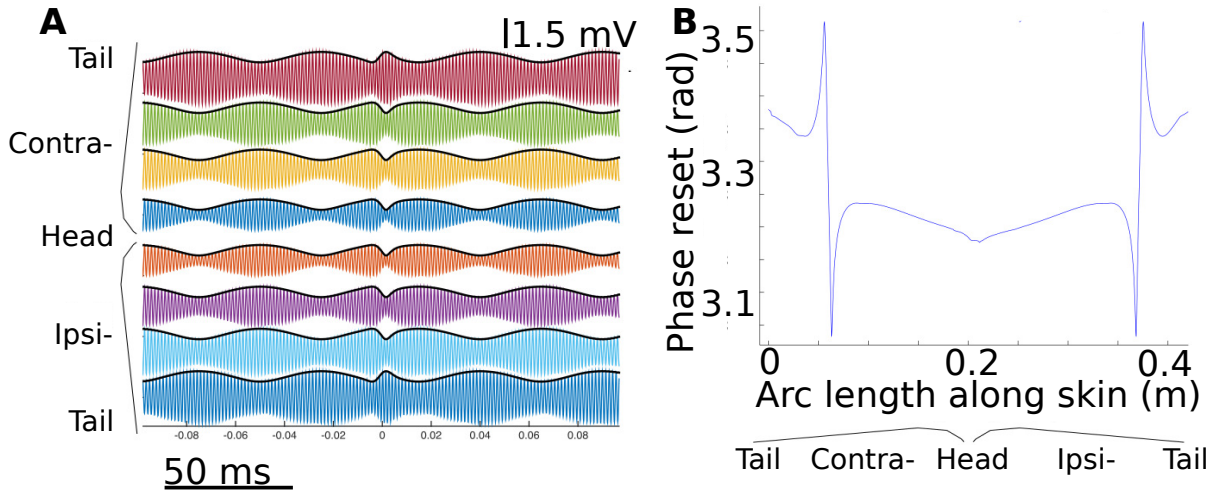 A
1.5 mV
Tail
Contra-
Head
Ipsi-
Tail
-0.08 -0.06 -0.04 -0.02 0 0.02 0.04 0.06 0.08
50 ms
B
Phase reset (rad)
3.5
3.3
3.1
0 0.2 0.4
Arc length along skin (m)
Tail Contra- Head Ipsi- Tail